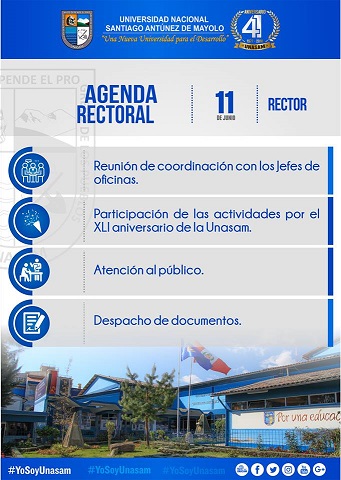 UNIVERSIDAD NACIONAL
SANTIAGO ANTÚNEZ DE MAYOLO
"Una Nueva Universidad para el Desarrollo"
ANIVERSARIO
41
UNASAM
AGENDA
RECTORAL
11
DE JUNIO
RECTOR
PENDE EL PRO
Reunión de coordinación con los Jefes de
oficinas.
Participación de las actividades por el
XLI aniversario de la Unasam.
Atención al público.
Despacho de documentos.
Por una educac
#YoSoyUnasam
#YoSoyUnasam
#YoSoyUnasam